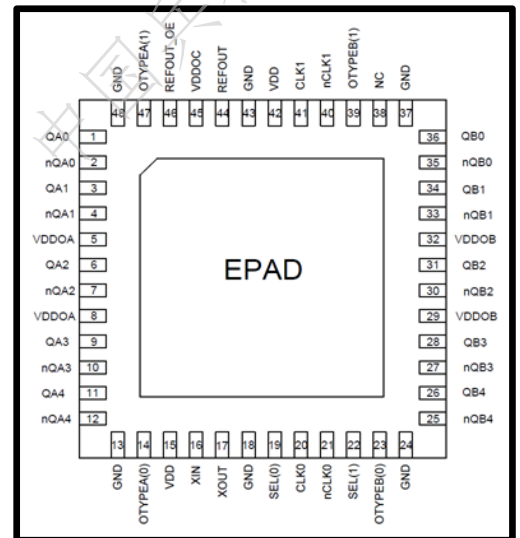 中国兵
GND
OTYPEA(1)
REFOUT_OE
VDDOC
REFOUT
GND
VDD
CLK1
nCLK1
OTYPEB(1)
NC
GND
48 47 46 45 44 43 42 41 40 39 38 37
QA0 1 36 QB0
nQA0 2 35 nQB0
QA1 3 34 QB1
nQA1 4 33 nQB1
VDDOA 5 32 VDDOB
QA2 6 31 QB2
nQA2 7 30 nQB2
VDDOA 8 29 VDDOB
QA3 9 28 QB3
nQA3 10 27 nQB3
QA4 11 26 QB4
nQA4 12 25 nQB4
EPAD
13 14 15 16 17 18 19 20 21 22 23 24
GND
OTYPEA(0)
VDD
XIN
XOUT
GND
SEL(0)
CLK0
nCLK0
SEL(1)
OTYPEB(0)
GND